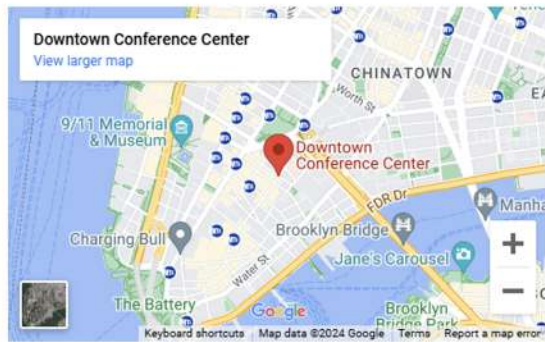 Downtown Conference Center
View larger map
CHINATOWN
Worth St
9/11 Memorial
& Museum
Downtown
Conference Center
FDR Dr
Manha
Brooklyn Bridge
Charging Bull
Jane's Carousel
Water St
The Battery
Google
Brooklyn
Bridge Park
Keyboard shortcuts
Map data ©2024 Google
Terms
Report a map error